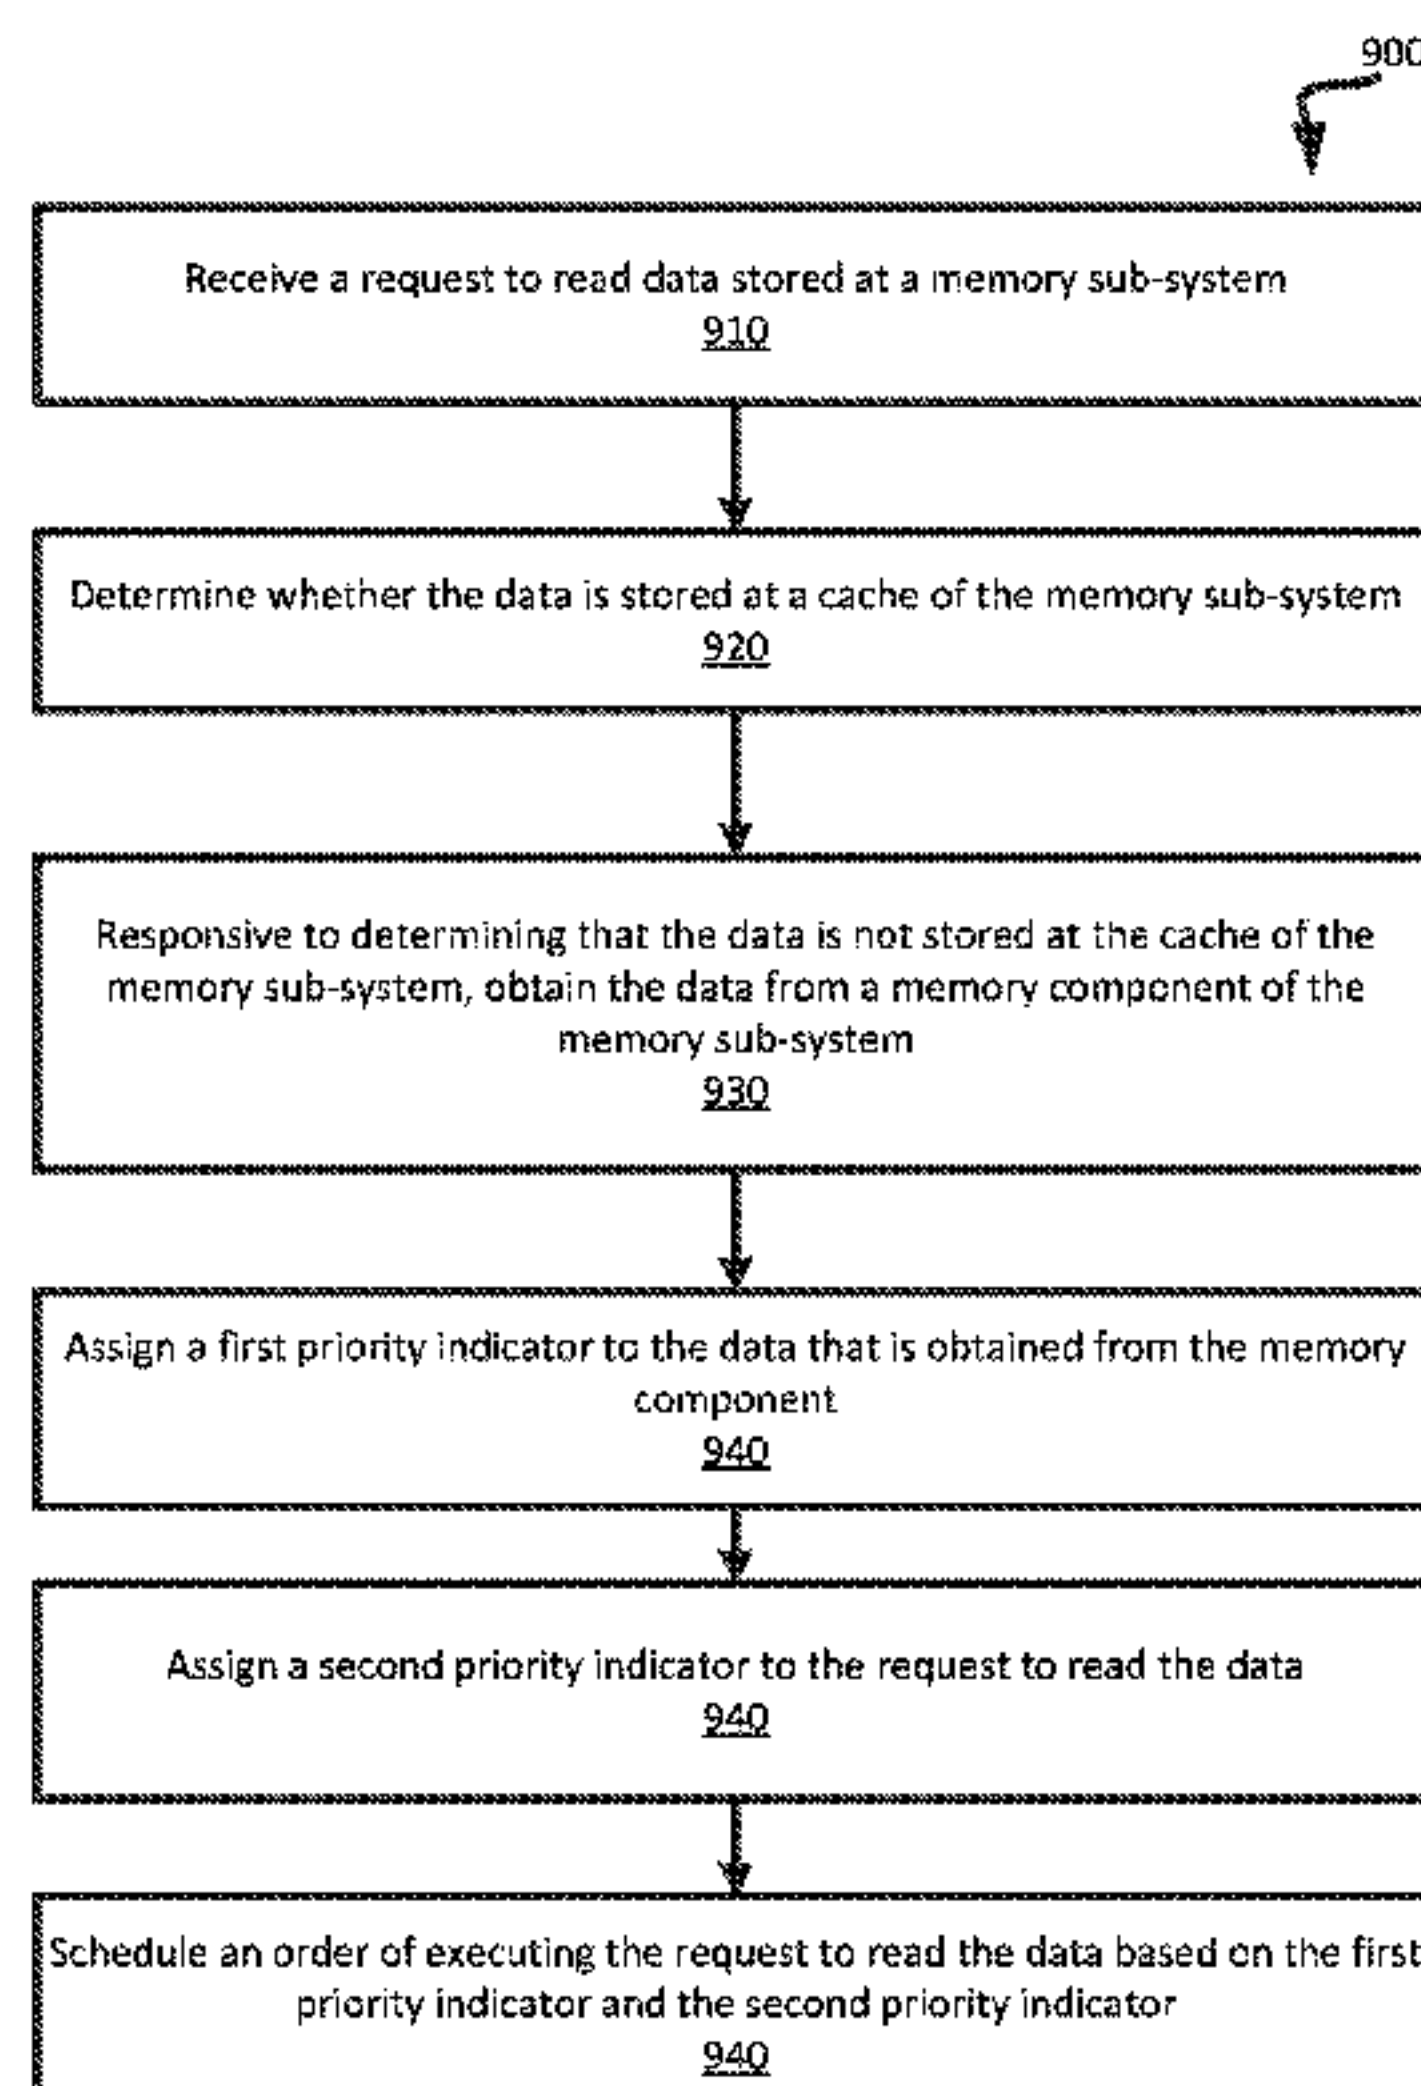 900
Receive a request to read data stored at a memory sub-system
910
Determine whether the data is stored at a cache of the memory sub-system
920
Responsive to determining that the data is not stored at the cache of the
memory sub-system, obtain the data from a memory component of the
memory sub-system
930
Assign a first priority indicator to the data that is obtained from the memory
component
940
Assign a second priority indicator to the request to read the data
940
Schedule an order of executing the request to read the data based on the first
priority indicator and the second priority indicator
940